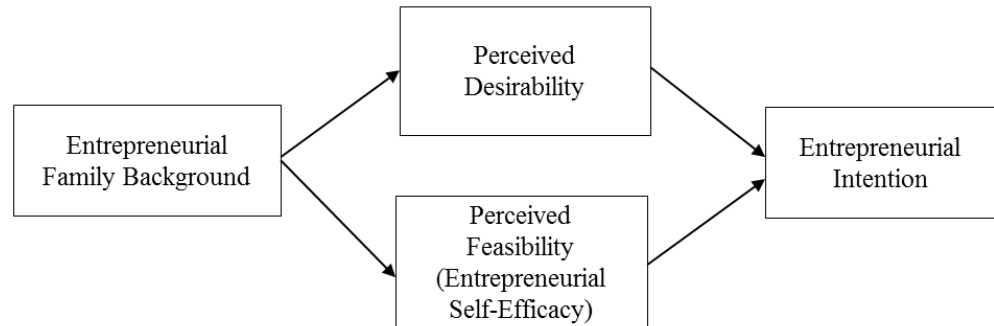 Entrepreneurial
Family Background
Perceived
Desirability
Perceived
Feasibility
(Entrepreneurial
Self-Efficacy)
Entrepreneurial
Intention